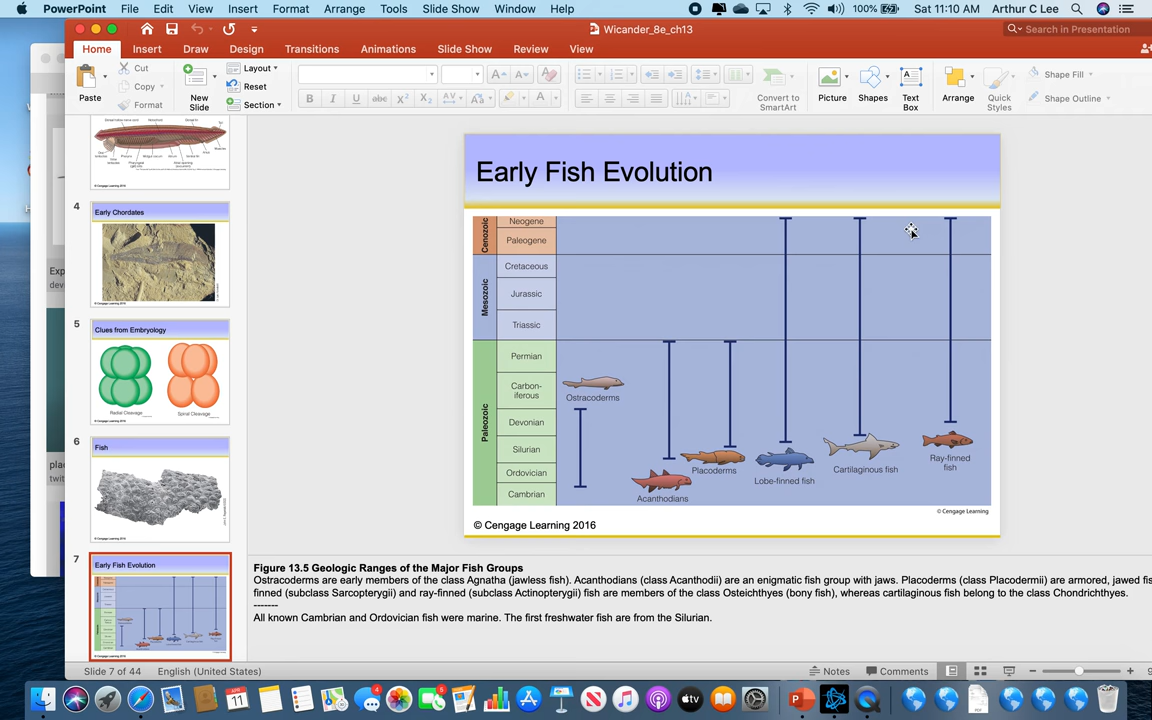 PowerPoint File Edit View Insert Format Arrange Tools Slide Show Window Help 100% Sat 11:10 AM Arthur C Lee
Wicander_8e_ch13
Search in Presentation
Home Insert Draw Design Transitions Animations Slide Show Review View
Paste
Cut
Copy
Format
New
Slide
Layout
Reset
Section
Convert to
SmartArt
Picture
Shapes
Text
Box
Arrange
Quick
Styles
Shape Fill
Shape Outline
4
Early Chordates
5
Clues from Embryology
Radial Cleavage
Spiral Cleavage
6
Fish
7
Early Fish Evolution
Early Fish Evolution
Cenozoic
Neogene
Paleogene
Mesozoic
Cretaceous
Jurassic
Triassic
Paleozoic
Permian
Carbon-
iferous
Devonian
Silurian
Ordovician
Cambrian
Ostracoderms
Acanthodians
Placoderms
Lobe-finned fish
Cartilaginous fish
Ray-finned
fish
© Cengage Learning
© Cengage Learning 2016
Figure 13.5 Geologic Ranges of the Major Fish Groups
Ostracoderms are early members of the class Agnatha (jawless fish). Acanthodians (class Acanthodii) are an enigmatic fish group with jaws. Placoderms (class Placodermii) are armored, jawed fis
finned (subclass Sarcopterygii) and ray-finned (subclass Actinopterygii) fish are members of the class Osteichthyes (bony fish), whereas cartilaginous fish belong to the class Chondrichthyes.
-------
All known Cambrian and Ordovician fish were marine. The first freshwater fish are from the Silurian.
Slide 7 of 44 English (United States) Notes Comments
APR
11
4
5
tv